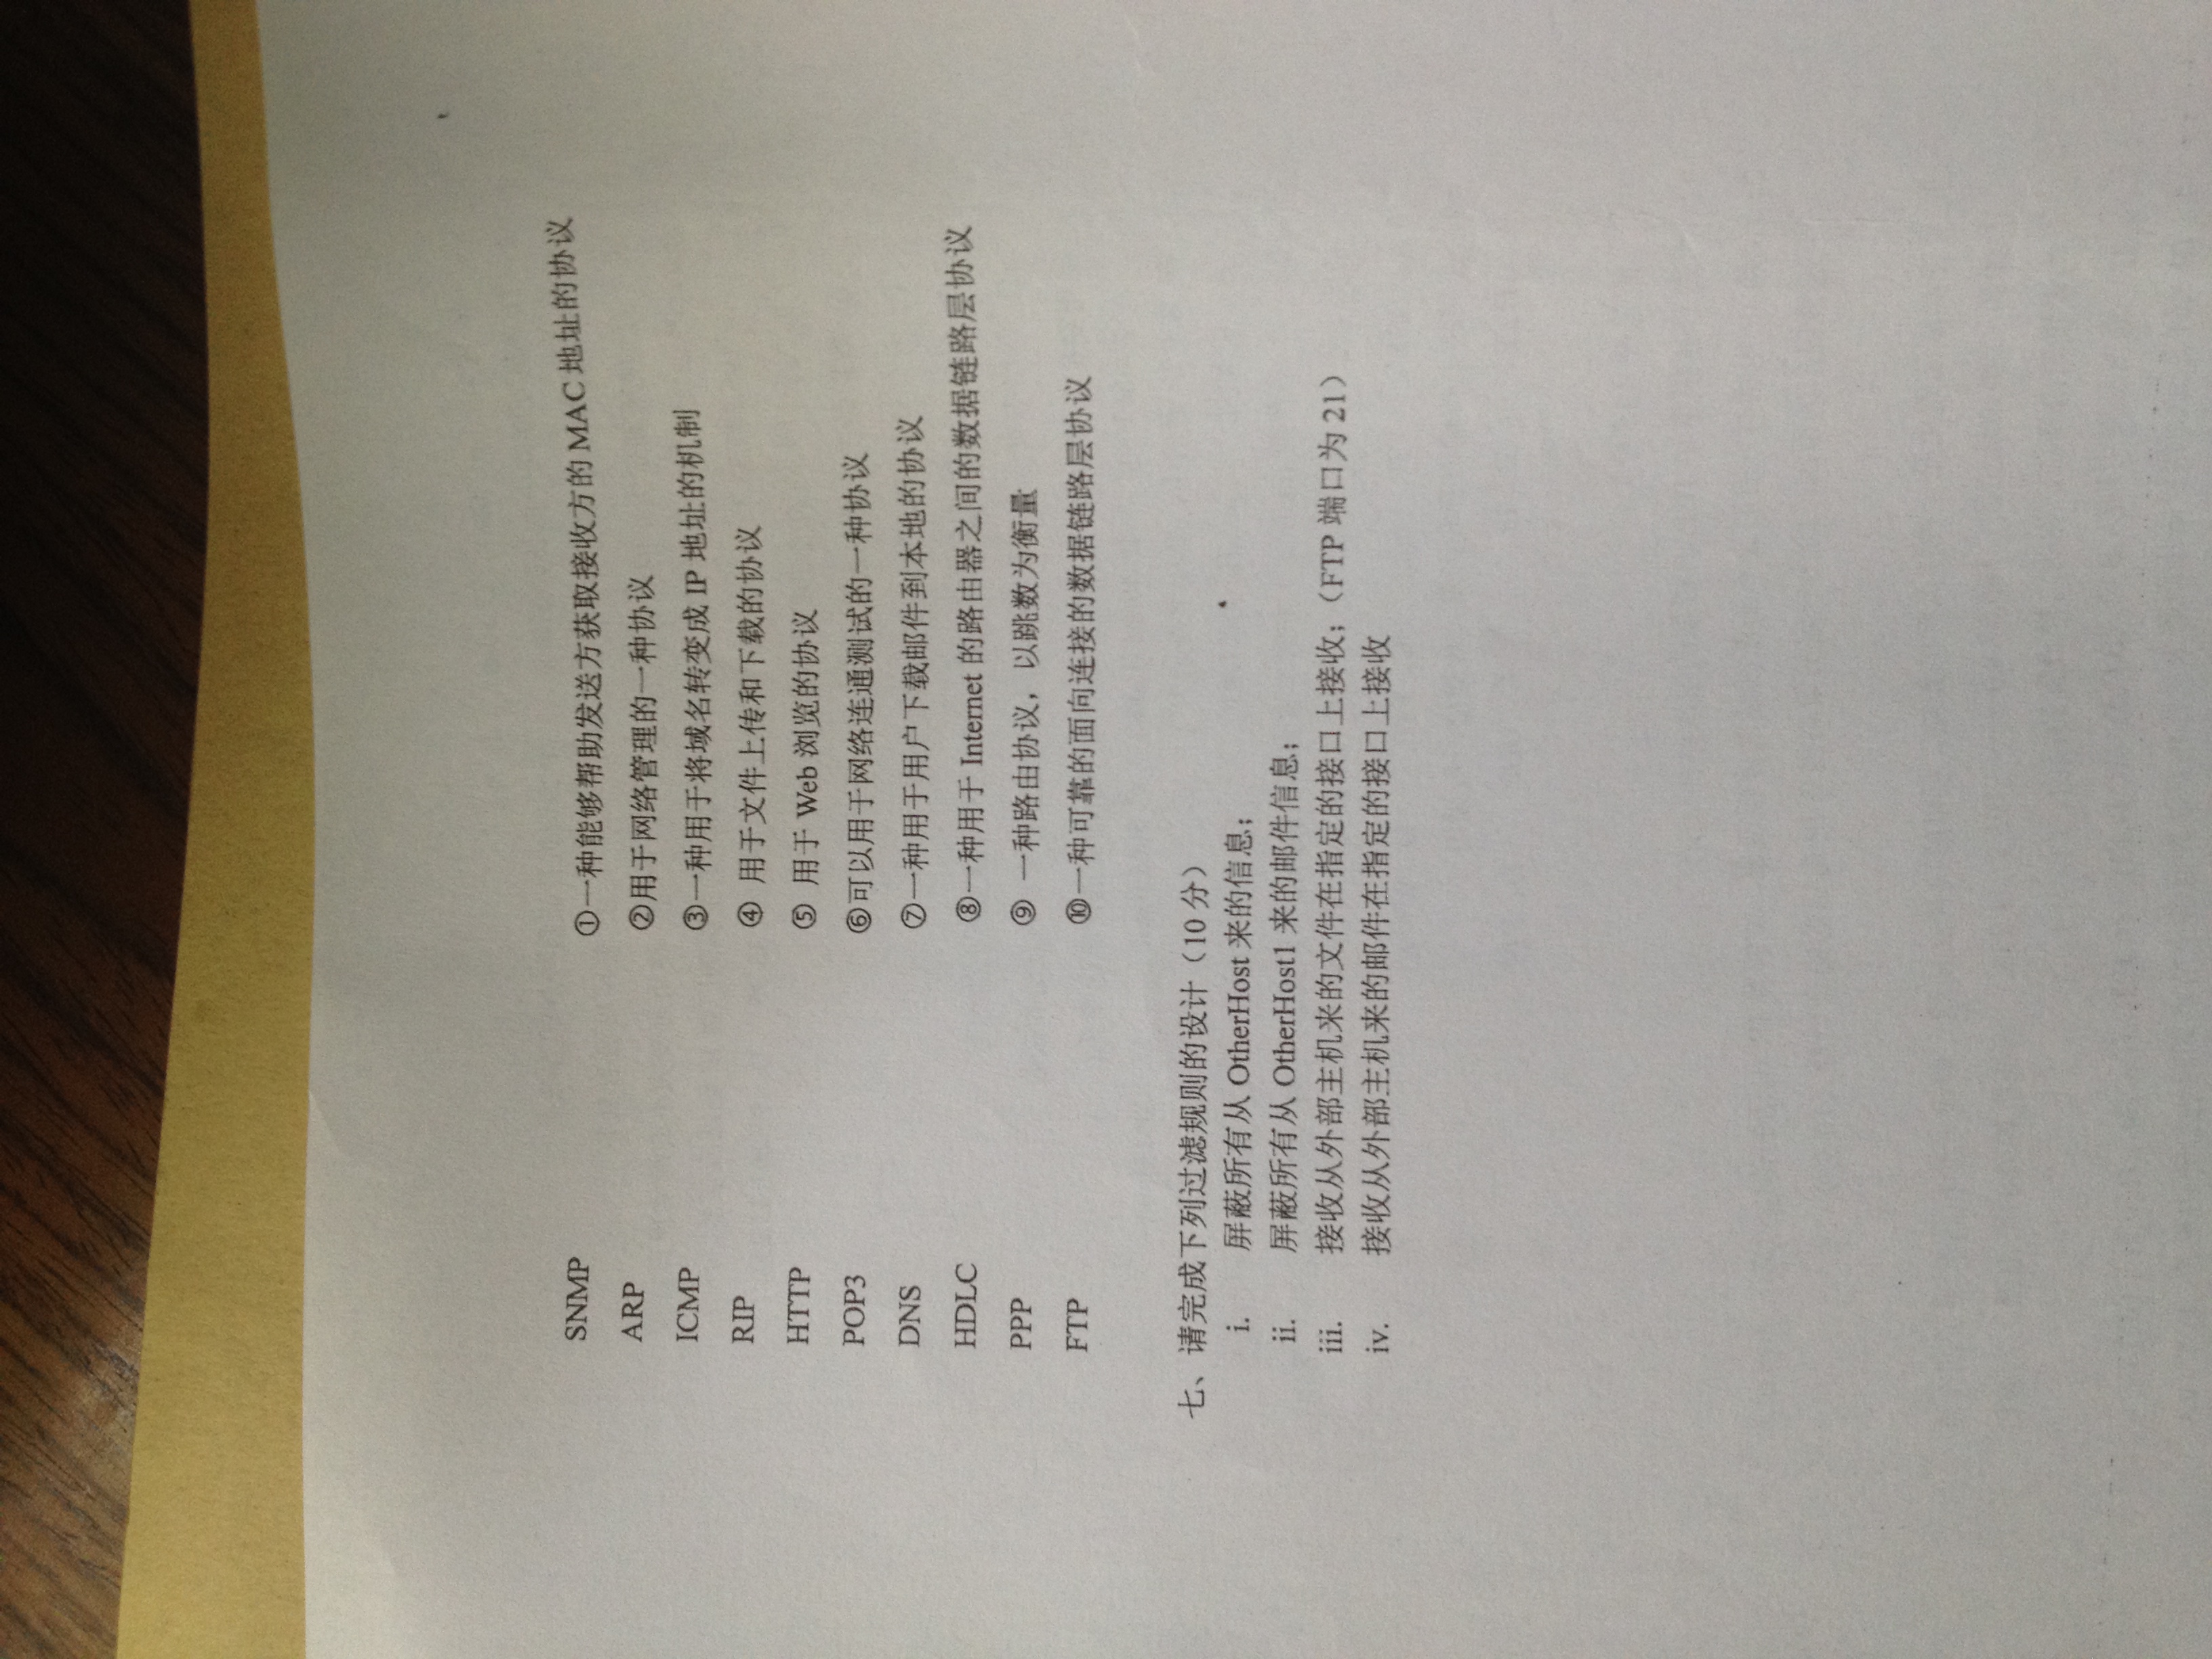 SNMP ①一种能够帮助发送方获取接收方的 MAC 地址的协议
ARP ②用于网络管理的一种协议
ICMP ③一种用于将域名转变成 IP 地址的机制
RIP ④ 用于文件上传和下载的协议
HTTP ⑤ 用于 Web 浏览的协议
POP3 ⑥可以用于网络连通测试的一种协议
DNS ⑦一种用于用户下载邮件到本地的协议
HDLC ⑧一种用于 Internet 的路由器之间的数据链路层协议
PPP ⑨ 一种路由协议，以跳数为衡量
FTP ⑩一种可靠的面向连接的数据链路层协议
七、请完成下列过滤规则的设计（10 分）
i. 屏蔽所有从 OtherHost 来的信息；
ii. 屏蔽所有从 OtherHost1 来的邮件信息；
iii. 接收从外部主机来的文件在指定的接口上接收；（FTP 端口为 21）
iv. 接收从外部主机来的邮件在指定的接口上接收